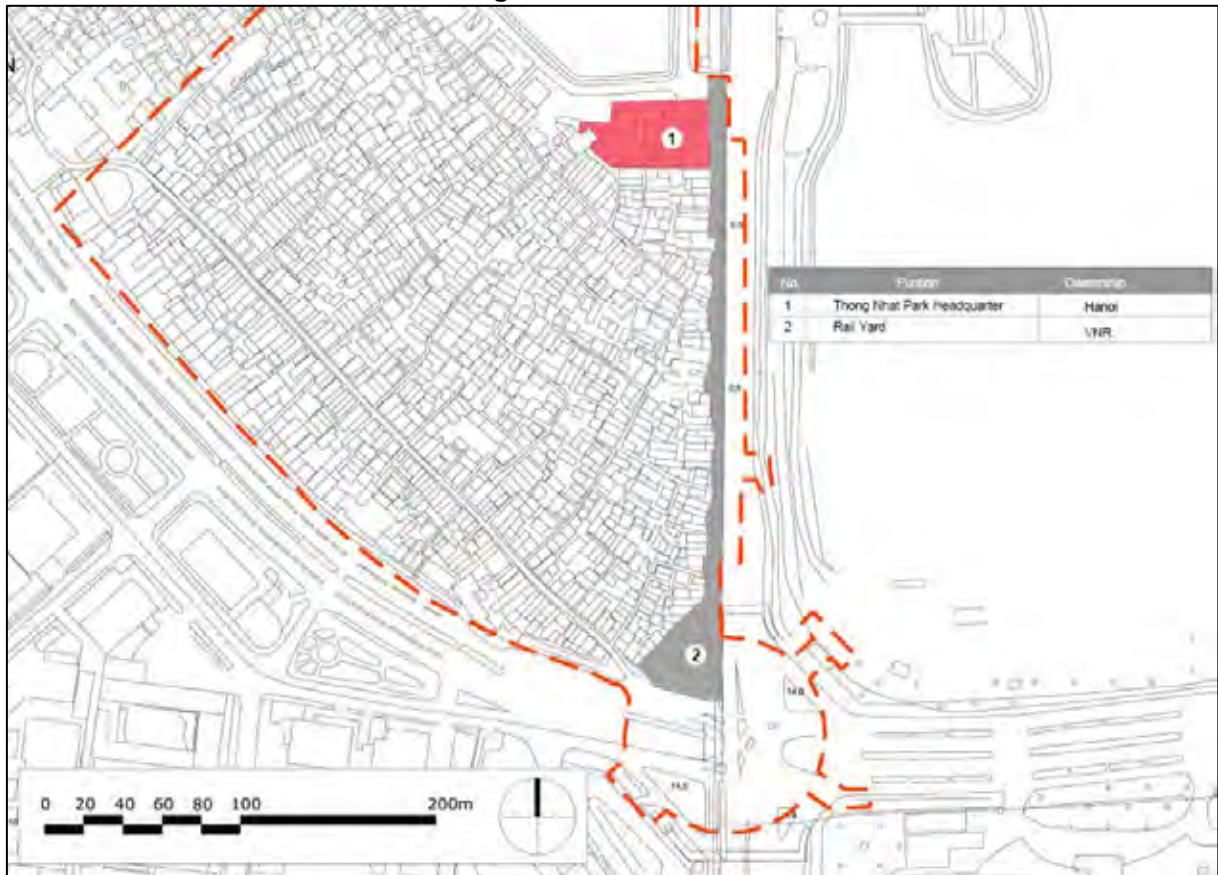 1
No. Funtion Ownership
1 Thong Nhat Park Headquarter Hanoi
2 Rail Yard VNR
2
0 20 40 60 80 100 200m